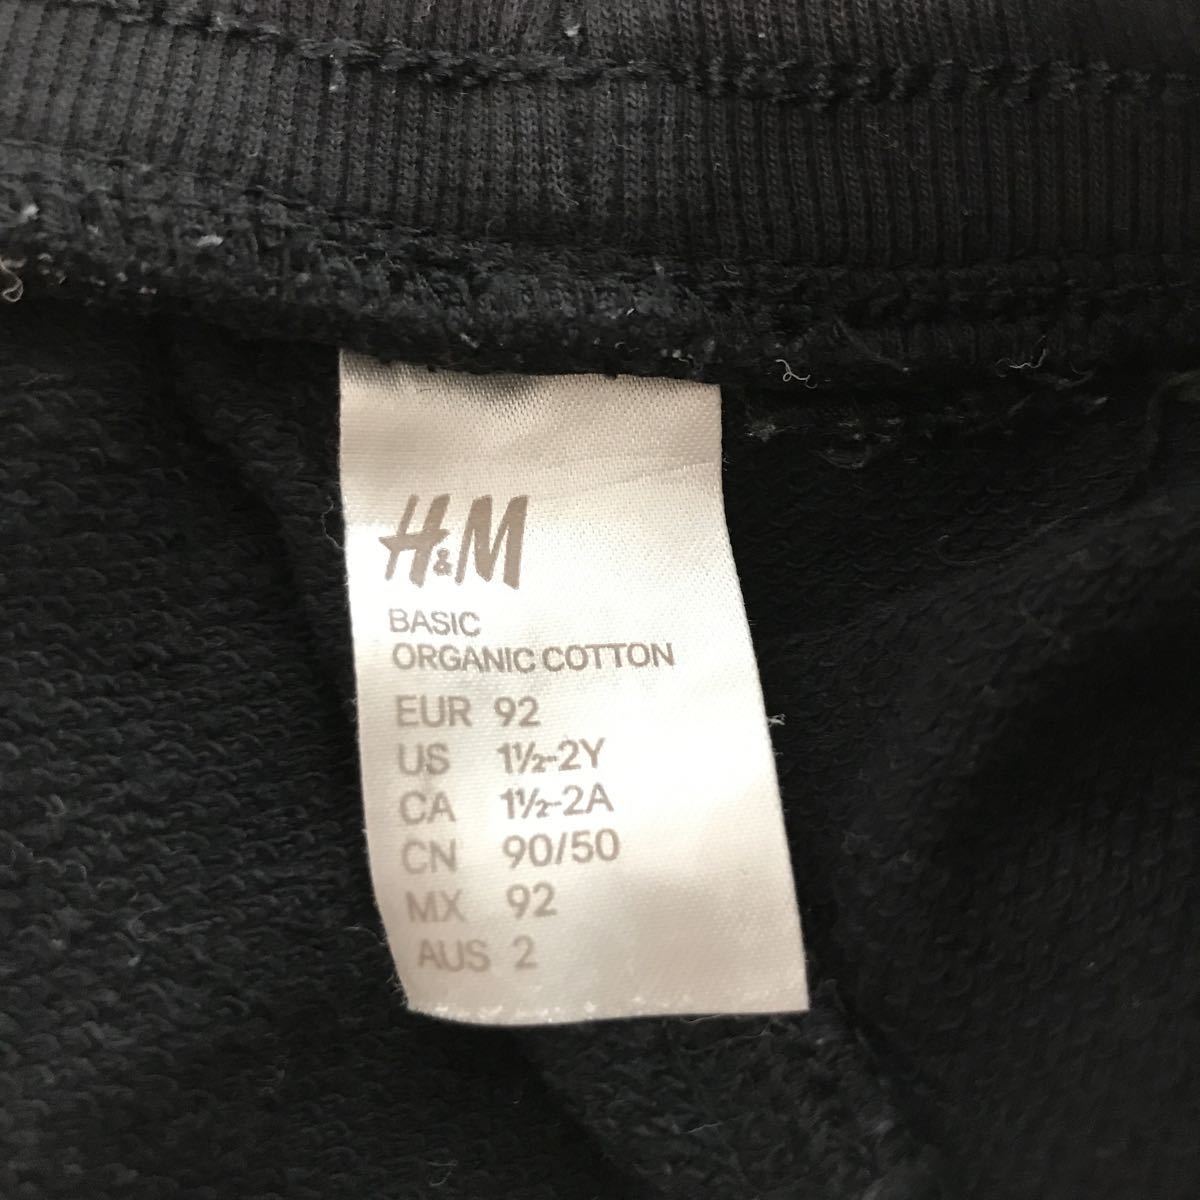 H&M
BASIC
ORGANIC COTTON
EUR 92
US 1½-2Y
CA 1½-2A
CN 90/50
MX 92
AUS 2